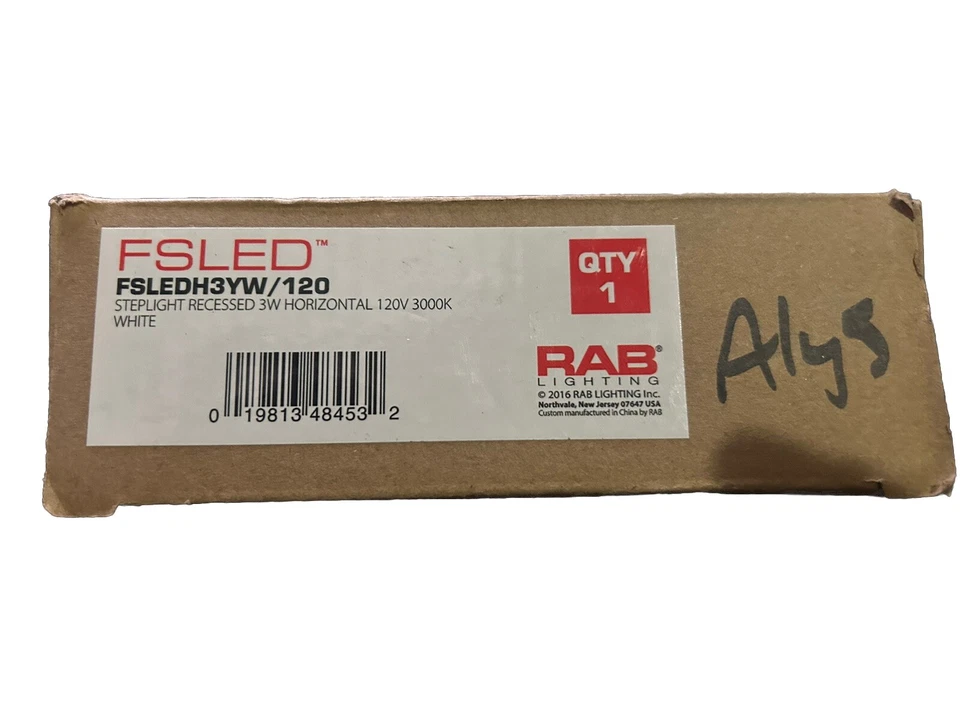 FSLED™
FSLEDH3YW/120
STEPLIGHT RECESSED 3W HORIZONTAL 120V 3000K
WHITE
0 19813 48453 2
QTY
1
RAB®
LIGHTING
© 2016 RAB LIGHTING Inc.
Northvale, New Jersey 07647 USA
Custom manufactured in China by RAB